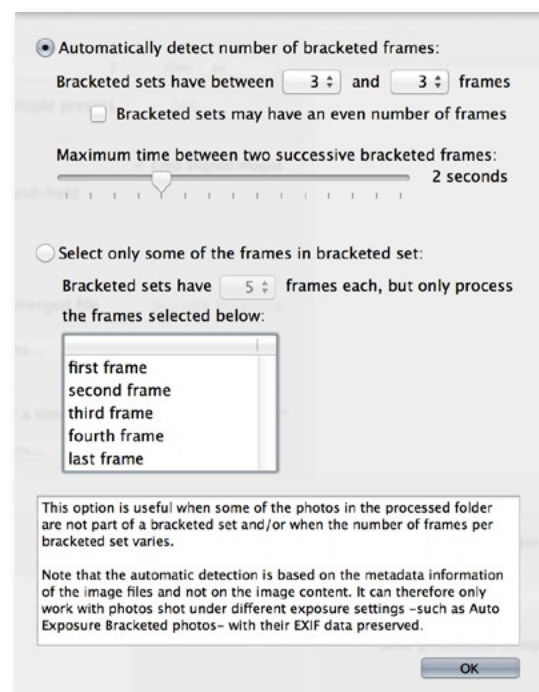 Automatically detect number of bracketed frames:
Bracketed sets have between 3 and 3 frames
Bracketed sets may have an even number of frames
Maximum time between two successive bracketed frames:
2 seconds
Select only some of the frames in bracketed set:
Bracketed sets have 5 frames each, but only process
the frames selected below:
first frame
second frame
third frame
fourth frame
last frame
This option is useful when some of the photos in the processed folder
are not part of a bracketed set and/or when the number of frames per
bracketed set varies.
Note that the automatic detection is based on the metadata information
of the image files and not on the image content. It can therefore only
work with photos shot under different exposure settings -such as Auto
Exposure Bracketed photos- with their EXIF data preserved.
OK